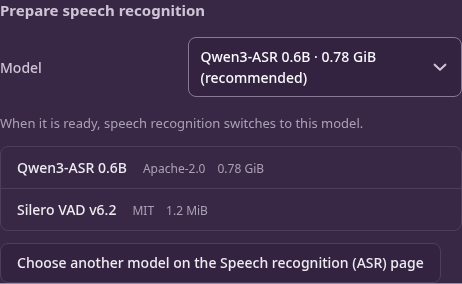 Prepare speech recognition
Model
Qwen3-ASR 0.6B · 0.78 GiB
(recommended)
When it is ready, speech recognition switches to this model.
Qwen3-ASR 0.6B Apache-2.0 0.78 GiB
Silero VAD v6.2 MIT 1.2 MiB
Choose another model on the Speech recognition (ASR) page